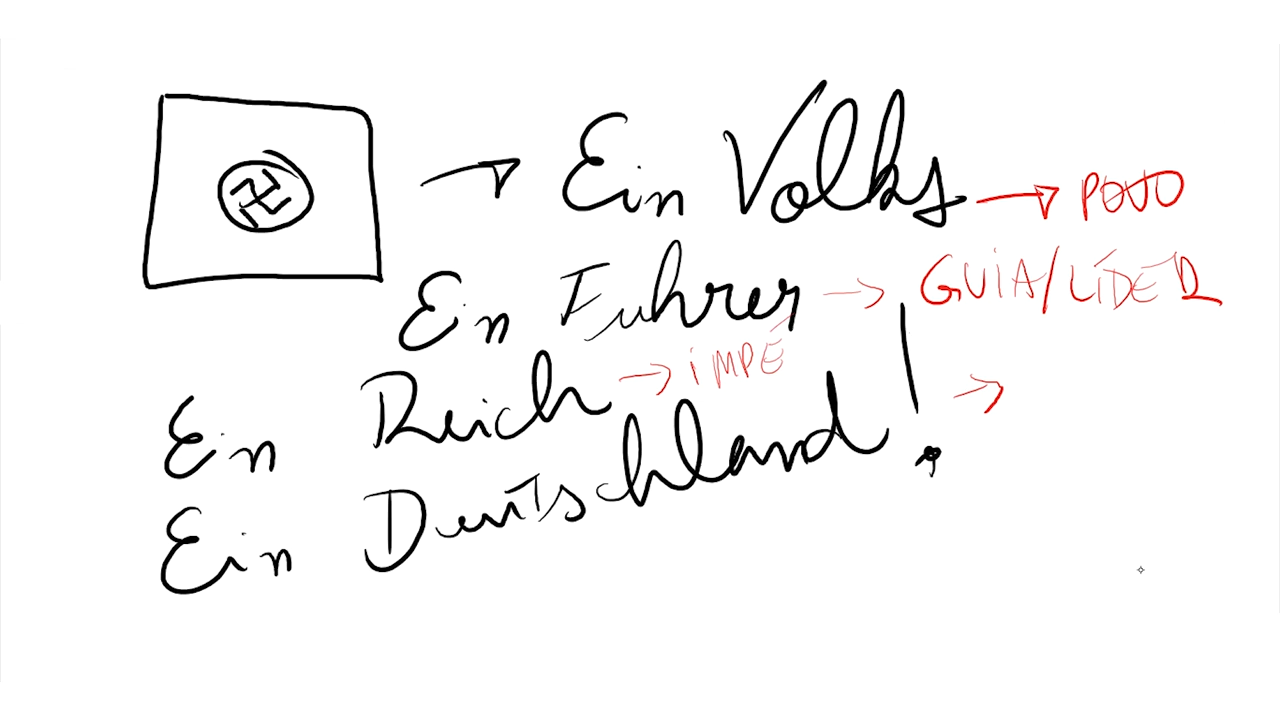 Ein Volks → POVO
Ein Fuhrer → GUIA/LÍDER
Ein Reich → IMPÉ
Ein Deutschland! →